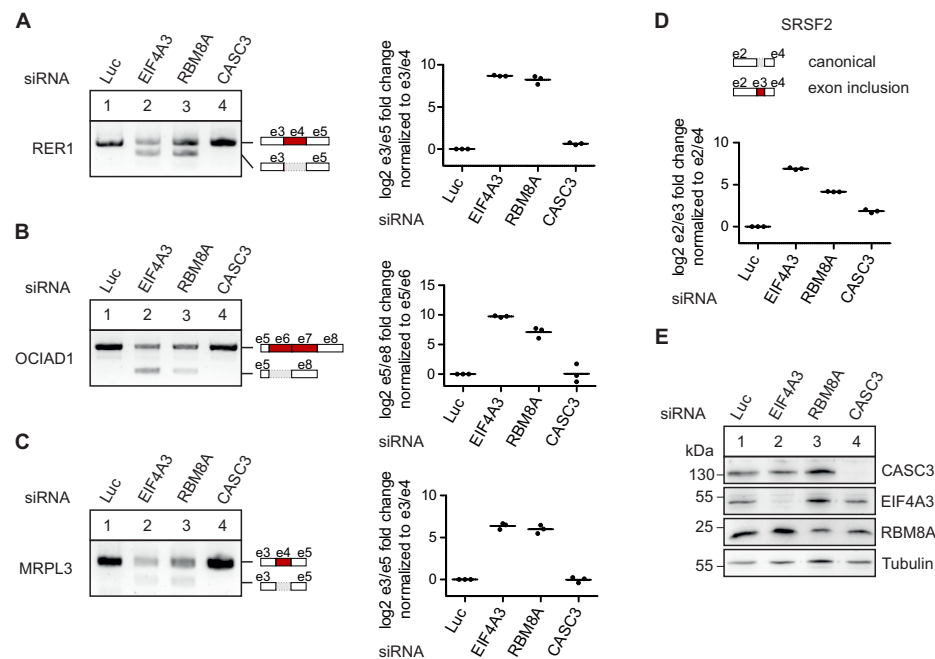 A
siRNA
Luc
EIF4A3
RBM8A
CASC3
1 2 3 4
RER1
e3 e4 e5
e3 e5
log2 e3/e5 fold change
normalized to e3/e4
10
5
0
siRNA
Luc
EIF4A3
RBM8A
CASC3
B
siRNA
Luc
EIF4A3
RBM8A
CASC3
1 2 3 4
OCIAD1
e5 e6 e7 e8
e5 e8
log2 e5/e8 fold change
normalized to e5/e6
15
10
5
0
siRNA
Luc
EIF4A3
RBM8A
CASC3
C
siRNA
Luc
EIF4A3
RBM8A
CASC3
1 2 3 4
MRPL3
e3 e4 e5
e3 e5
log2 e3/e5 fold change
normalized to e3/e4
10
5
0
siRNA
Luc
EIF4A3
RBM8A
CASC3
D
SRSF2
e2 e4
canonical
e2 e3 e4
exon inclusion
log2 e2/e3 fold change
normalized to e2/e4
10
5
0
siRNA
Luc
EIF4A3
RBM8A
CASC3
E
siRNA
Luc
EIF4A3
RBM8A
CASC3
kDa
1 2 3 4
130
CASC3
55
EIF4A3
25
RBM8A
55
Tubulin